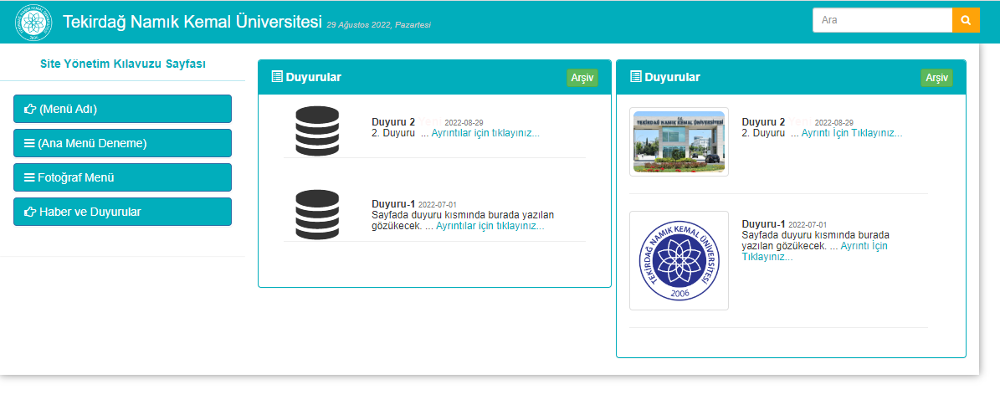 Tekirdağ Namık Kemal Üniversitesi 29 Ağustos 2022, Pazartesi
Ara
Site Yönetim Kılavuzu Sayfası
(Menü Adı)
(Ana Menü Deneme)
Fotoğraf Menü
Haber ve Duyurular
Duyurular
Arşiv
Duyuru 2 2022-08-29
2. Duyuru ... Ayrıntılar için tıklayınız...
Duyuru-1 2022-07-01
Sayfada duyuru kısmında burada yazılan
gözükecek. ... Ayrıntılar için tıklayınız...
Duyurular
Arşiv
TEKİRDAĞ NAMIK KEMAL ÜNİVERSİTESİ
Duyuru 2 2022-08-29
2. Duyuru ... Ayrıntı İçin Tıklayınız...
TEKİRDAĞ NAMIK KEMAL ÜNİVERSİTESİ
2006
Duyuru-1 2022-07-01
Sayfada duyuru kısmında burada
yazılan gözükecek. ... Ayrıntı İçin
Tıklayınız...